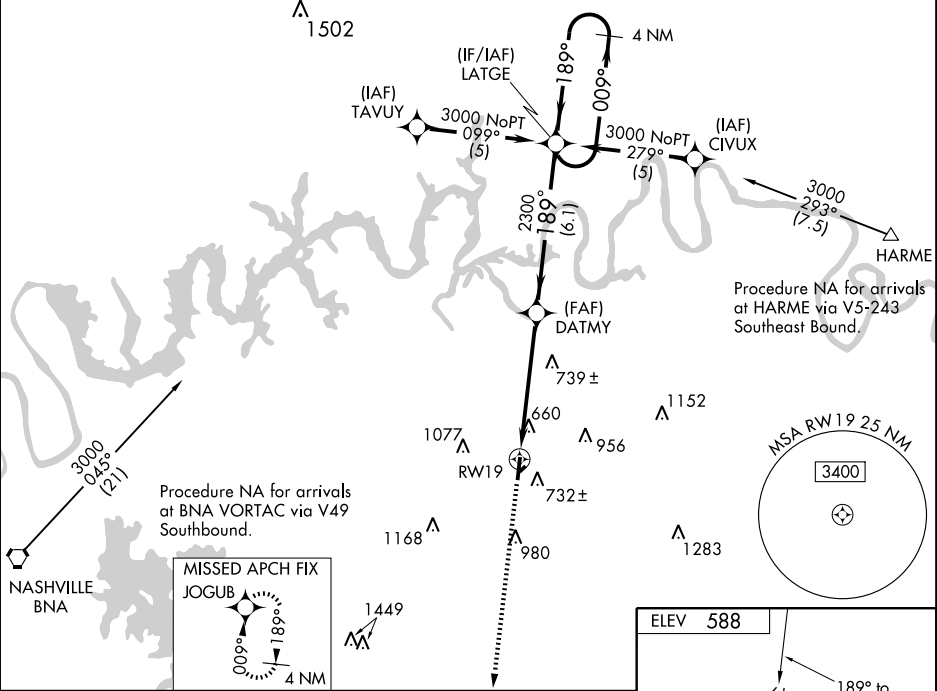 1502
4 NM
(IF/IAF)
LATGE
189°
009°
(IAF)
TAVUY
3000 NoPT
099°
(5)
3000 NoPT
279°
(5)
(IAF)
CIVUX
3000
293°
(7.5)
HARME
2300
189°
(6.1)
Procedure NA for arrivals
at HARME via V5-243
Southeast Bound.
(FAF)
DATMY
739 ±
660
1152
1077
956
RW19
732 ±
MSA RW19 25 NM
3400
3000
045°
(21)
Procedure NA for arrivals
at BNA VORTAC via V49
Southbound.
1168
980
1283
NASHVILLE
BNA
MISSED APCH FIX
JOGUB
009°
189°
4 NM
1449
ELEV 588
189° to